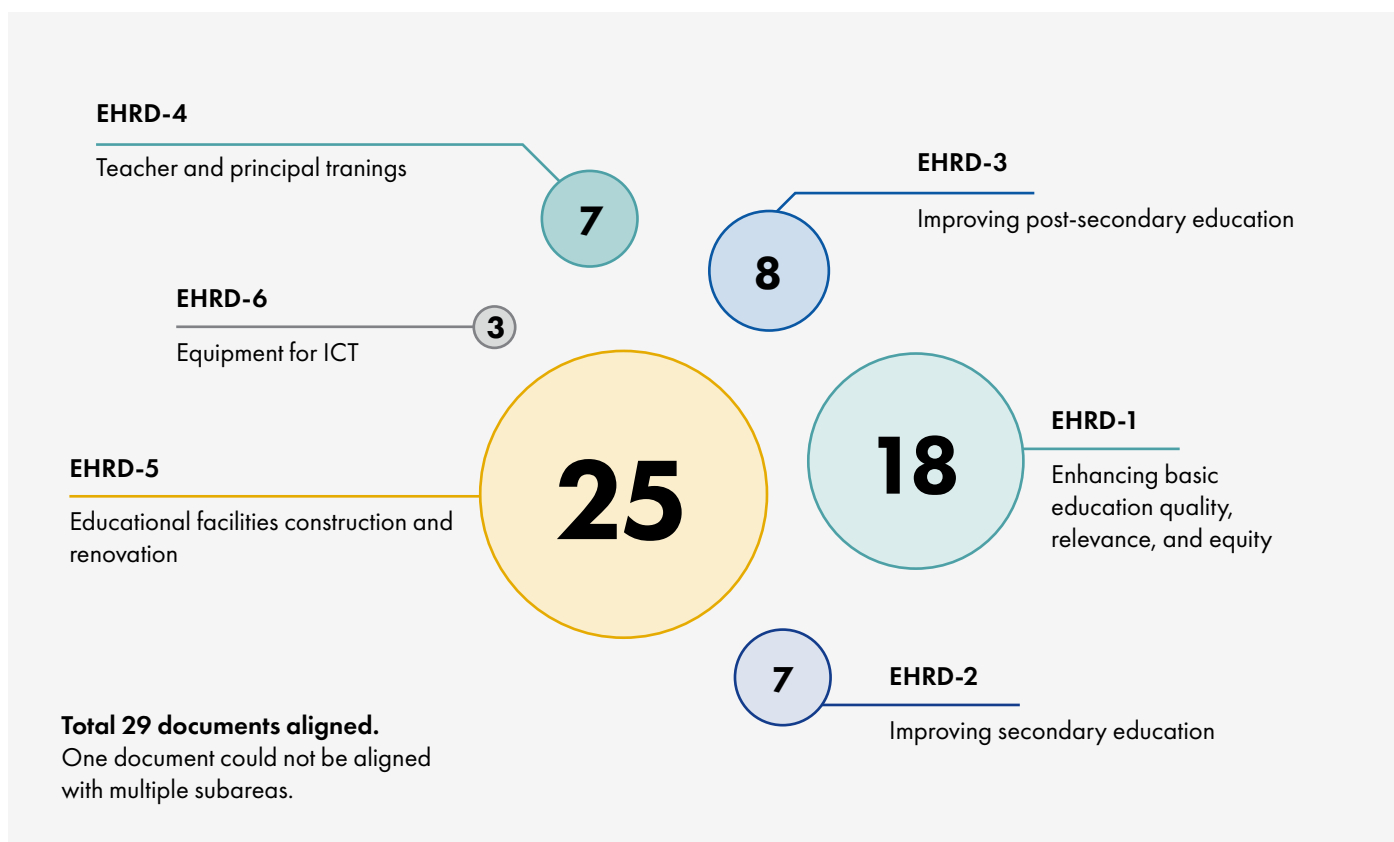 EHRD-4
Teacher and principal tranings
7
EHRD-3
Improving post-secondary education
8
EHRD-6
3
Equipment for ICT
EHRD-5
Educational facilities construction and
renovation
25
18
EHRD-1
Enhancing basic
education quality,
relevance, and equity
7
EHRD-2
Improving secondary education
Total 29 documents aligned.
One document could not be aligned
with multiple subareas.